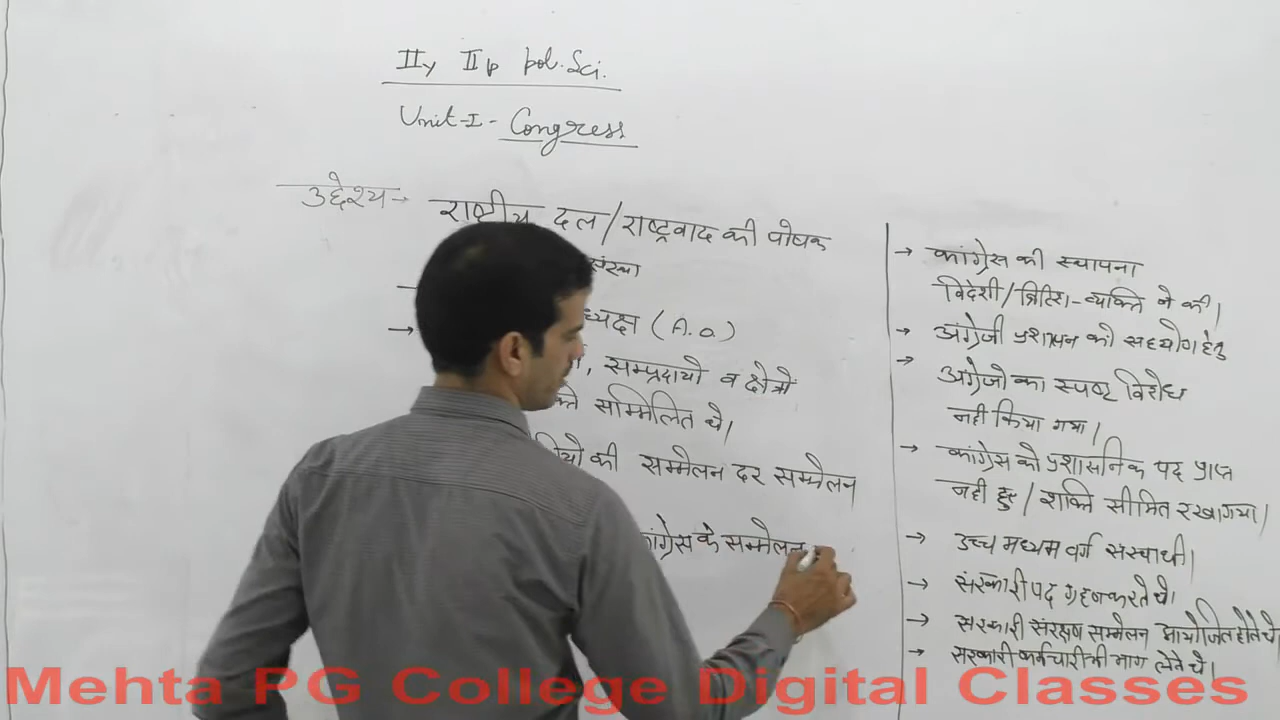 IIy IIp pol. Sci.
Unit-I- Congress
उद्देश्य→ राष्ट्रीय दल/राष्ट्रवाद की पोषक
संस्था
→ ध्यक्ष (A.O.)
, सम्प्रदायो व क्षेत्रो
सम्मिलित थे।
की सम्मेलन दर सम्मेलन
कांग्रेस के सम्मेलन
→ कांग्रेस की स्थापना
विदेशी/ब्रिटिश-व्यक्ति ने की।
→ अंग्रेजी प्रशासन को सहयोग हेतु
→ अंग्रेजो का स्पष्ट विरोध
नही किया गया।
→ कांग्रेस को प्रशासनिक पद प्राप्त
नही हुए/शक्ति सीमित रखा गया।
→ उच्च मध्यम वर्ग संस्था थी।
→ सरकारी पद ग्रहण करते थे।
→ सरकारी संरक्षण सम्मेलन आयोजित होते थे
→ सरकारी कर्मचारी भी भाग लेते थे।
Mehta PG College Digital Classes